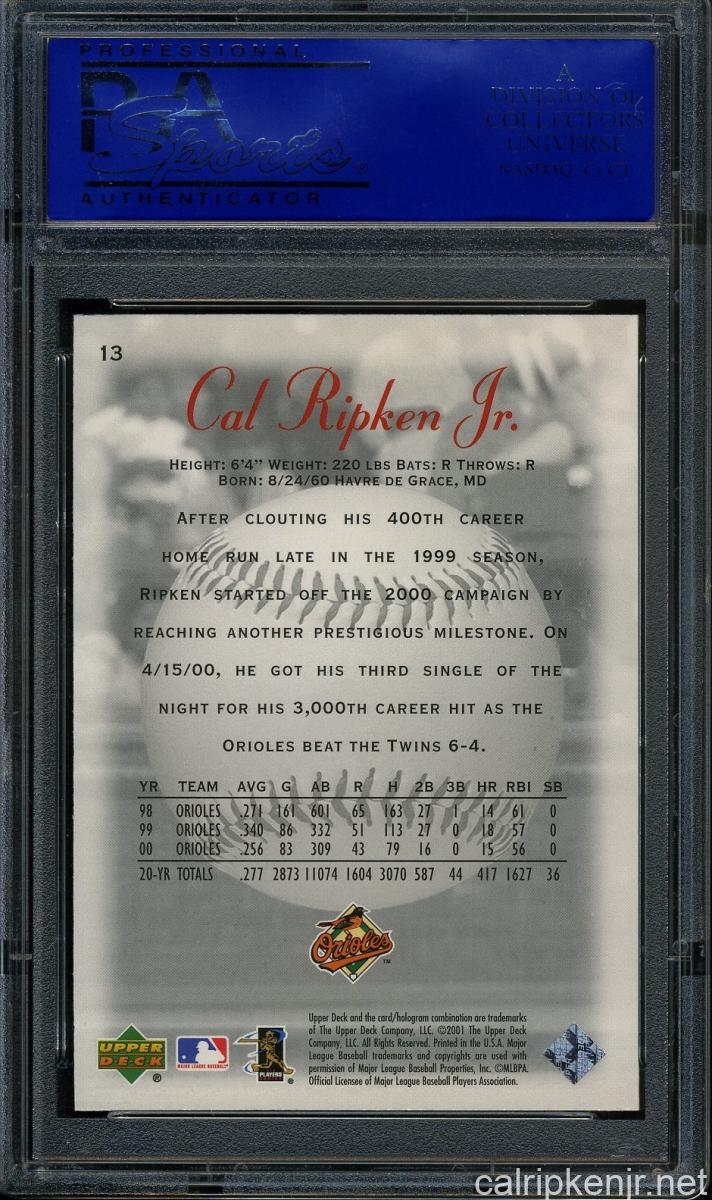 PROFESSIONAL
PSA
Sports®
AUTHENTICATOR
A
DIVISION OF
COLLECTORS
UNIVERSE
NASDAQ: CLCT
13
Cal Ripken Jr.
HEIGHT: 6'4" WEIGHT: 220 LBS BATS: R THROWS: R
BORN: 8/24/60 HAVRE DE GRACE, MD
AFTER CLOUTING HIS 400TH CAREER
HOME RUN LATE IN THE 1999 SEASON,
RIPKEN STARTED OFF THE 2000 CAMPAIGN BY
REACHING ANOTHER PRESTIGIOUS MILESTONE. ON
4/15/00, HE GOT HIS THIRD SINGLE OF THE
NIGHT FOR HIS 3,000TH CAREER HIT AS THE
ORIOLES BEAT THE TWINS 6-4.
YR TEAM AVG G AB R H 2B 3B HR RBI SB
98 ORIOLES .271 161 601 65 163 27 1 14 61 0
99 ORIOLES .340 86 332 51 113 27 0 18 57 0
00 ORIOLES .256 83 309 43 79 16 0 15 56 0
20-YR TOTALS .277 2873 11074 1604 3070 587 44 417 1627 36
Orioles™
Upper Deck and the card/hologram combination are trademarks
of The Upper Deck Company, LLC. ©2001 The Upper Deck
Company, LLC. All Rights Reserved. Printed in the U.S.A. Major
League Baseball trademarks and copyrights are used with
permission of Major League Baseball Properties, Inc. ©MLBPA.
Official Licensee of Major League Baseball Players Association.
UPPER
DECK®
MAJOR LEAGUE BASEBALL®
PLAYERS
calripkenjr.net